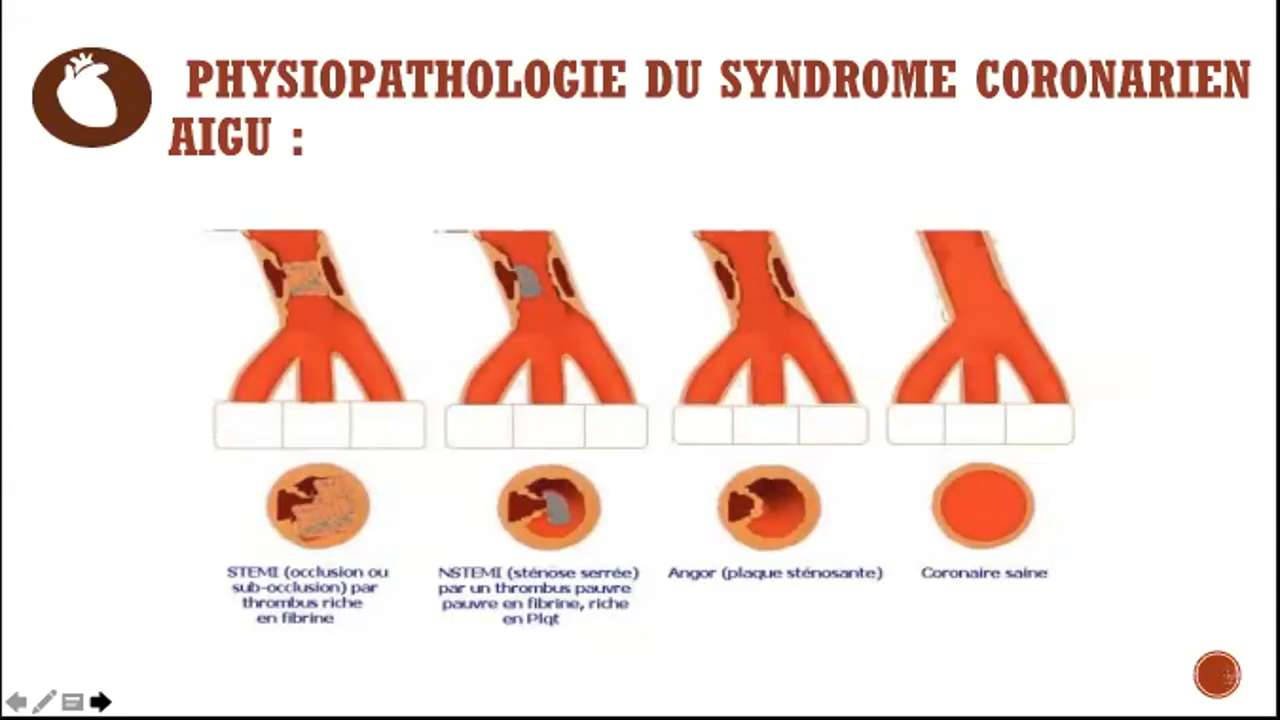 PHYSIOPATHOLOGIE DU SYNDROME CORONARIEN
AIGU :
STEMI (occlusion ou
sub-occlusion) par
thrombus riche
en fibrine
NSTEMI (sténose serrée)
par un thrombus pauvre
pauvre en fibrine, riche
en Plqt
Angor (plaque sténosante)
Coronaire saine